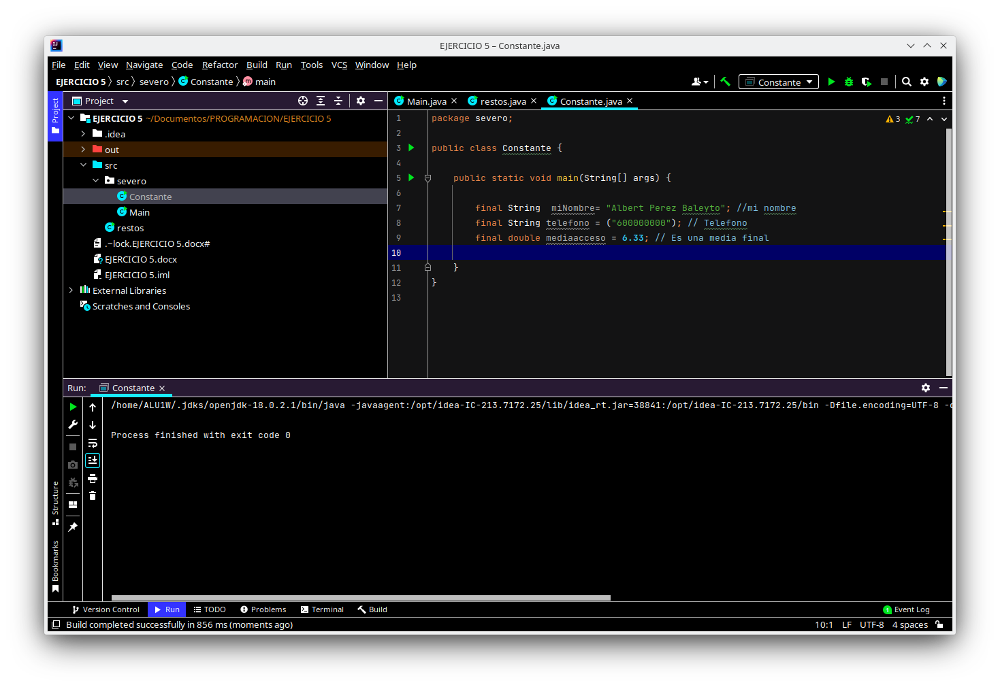 EJERCICIO 5 – Constante.java
File Edit View Navigate Code Refactor Build Run Tools VCS Window Help
EJERCICIO 5 src severo Constante main
Constante
Project
Project
EJERCICIO 5 ~/Documentos/PROGRAMACION/EJERCICIO 5
.idea
out
src
severo
Constante
Main
restos
.~lock.EJERCICIO 5.docx#
EJERCICIO 5.docx
EJERCICIO 5.iml
External Libraries
Scratches and Consoles
Main.java restos.java Constante.java
3 7
1 package severo;
2
3 public class Constante {
4
5 public static void main(String[] args) {
6
7 final String  miNombre= "Albert Perez Baleyto"; //mi nombre
8 final String telefono = ("600000000"); // Telefono
9 final double mediaacceso = 6.33; // Es una media final
10
11 }
12 }
13
Run: Constante
/home/ALU1W/.jdks/openjdk-18.0.2.1/bin/java -javaagent:/opt/idea-IC-213.7172.25/lib/idea_rt.jar=38841:/opt/idea-IC-213.7172.25/bin -Dfile.encoding=UTF-8 -c
Process finished with exit code 0
Structure
Bookmarks
Version Control Run TODO Problems Terminal Build 1 Event Log
Build completed successfully in 856 ms (moments ago) 10:1 LF UTF-8 4 spaces